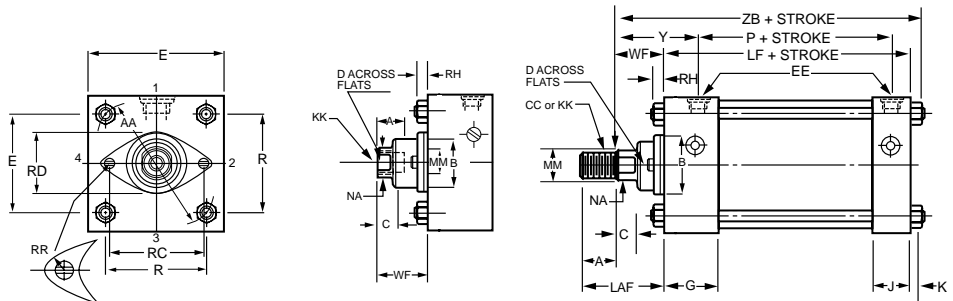 E
1
AA
E
RD
4
2
R
3
RR
RC
R
D ACROSS
FLATS
RH
KK
A
MM
B
NA
C
WF
ZB + STROKE
Y
P + STROKE
WF
LF + STROKE
D ACROSS
FLATS
RH
EE
CC or KK
MM
B
NA
C
A
LAF
G
J
K